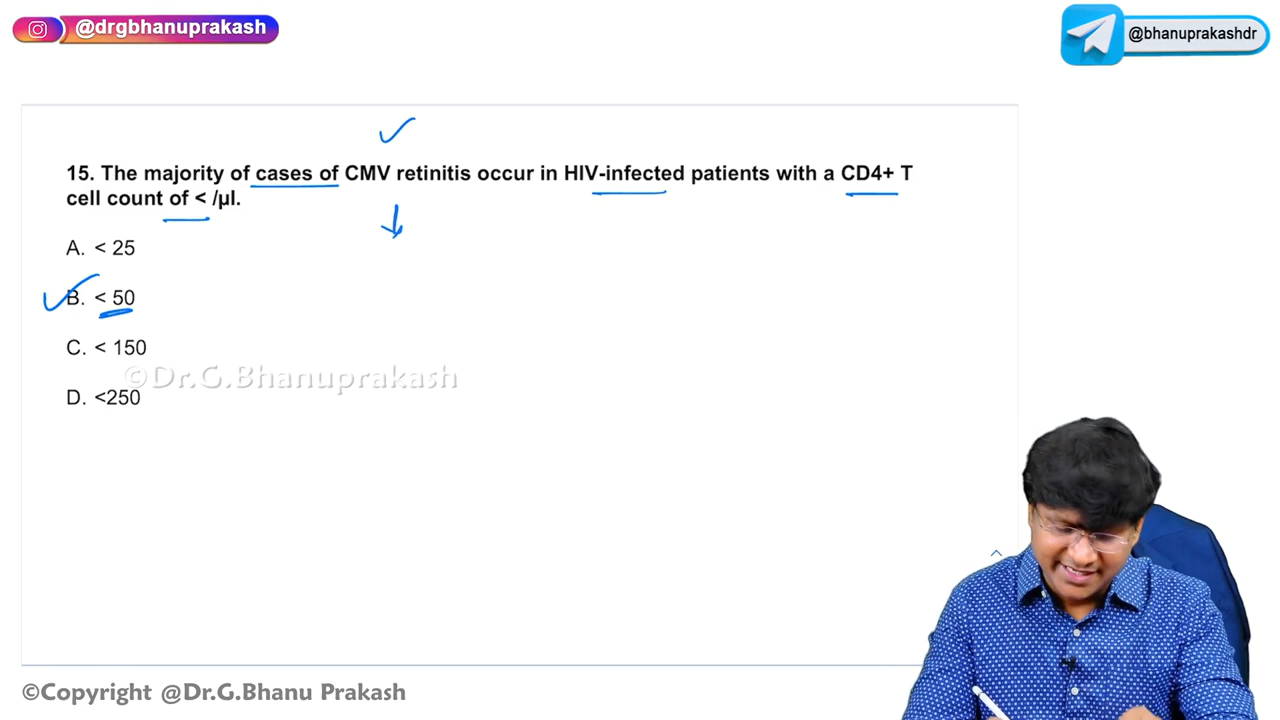 @drgbhanuprakash
@bhanuprakashdr
15. The majority of cases of CMV retinitis occur in HIV-infected patients with a CD4+ T
cell count of < /µl.
A. < 25
B. < 50
C. < 150
©Dr.G.Bhanuprakash
D. <250
©Copyright @Dr.G.Bhanu Prakash